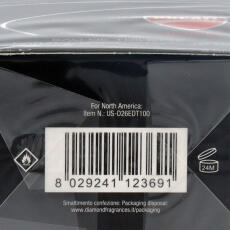 For North America:
Item N.: US-D26EDT100
8 029241 123691
24M
Smaltimento confezione: Packaging disposal:
www.diamondfragrances.it/packaging